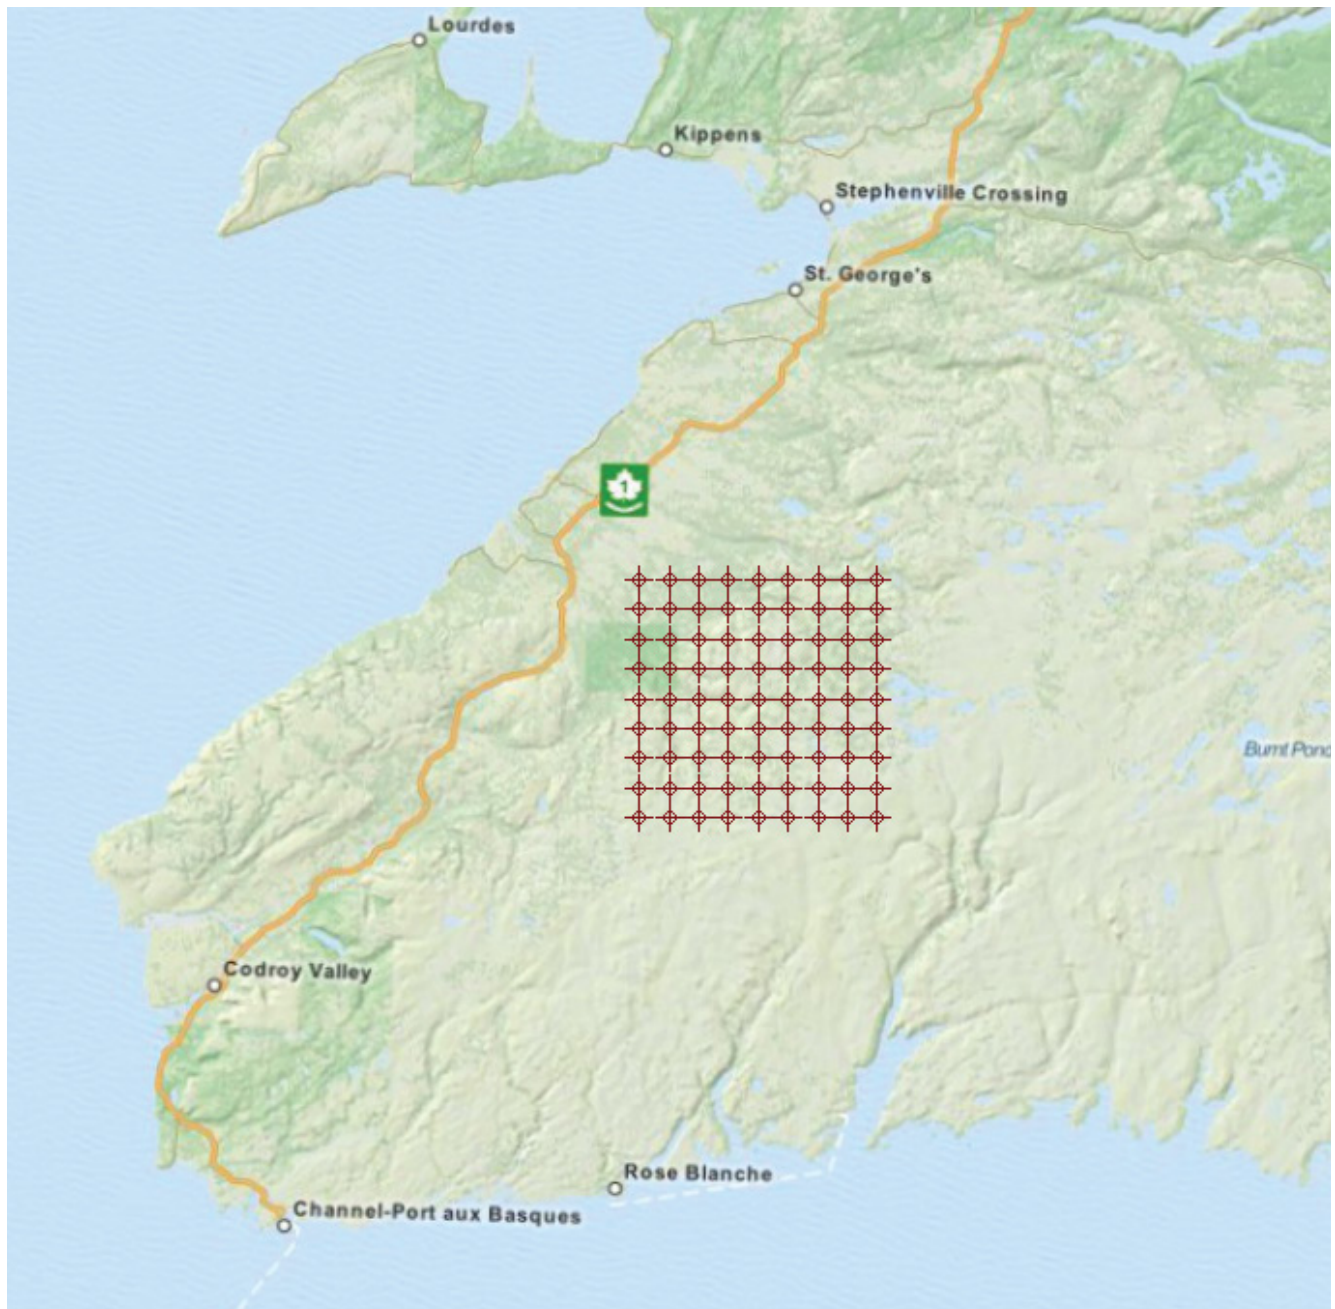 Lourdes
Kippens
Stephenville Crossing
St. George's
1
Burnt Pond
Codroy Valley
Rose Blanche
Channel-Port aux Basques